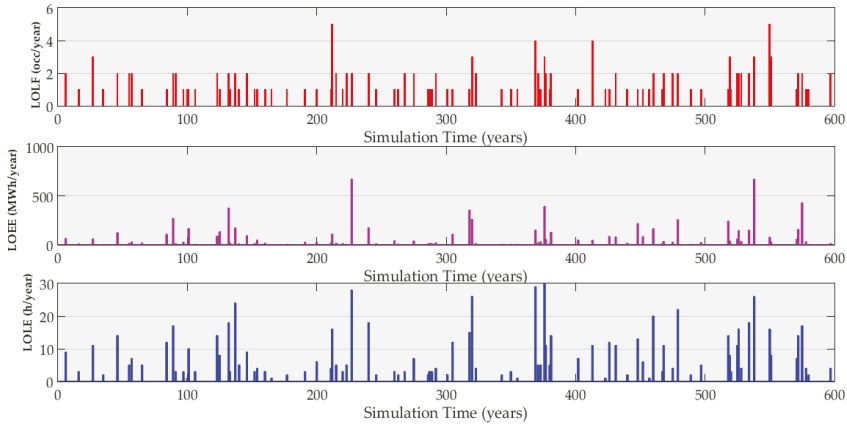 6
4
2
0
LOLF (occ/year)
0 100 200 300 400 500 600
Simulation Time (years)
1000
500
0
LOEE (MWh/year)
0 100 200 300 400 500 600
Simulation Time (years)
30
20
10
0
LOLE (h/year)
0 100 200 300 400 500 600
Simulation Time (years)